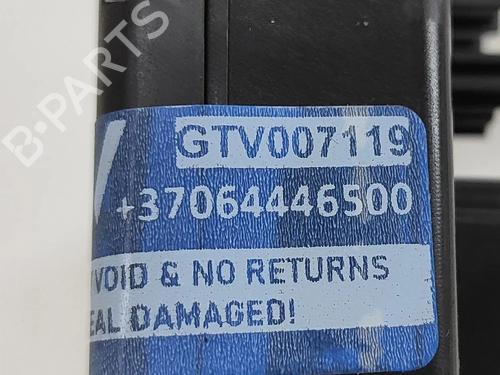 B-PARTS
GTV007119
+37064446500
VOID & NO RETURNS
EAL DAMAGED!